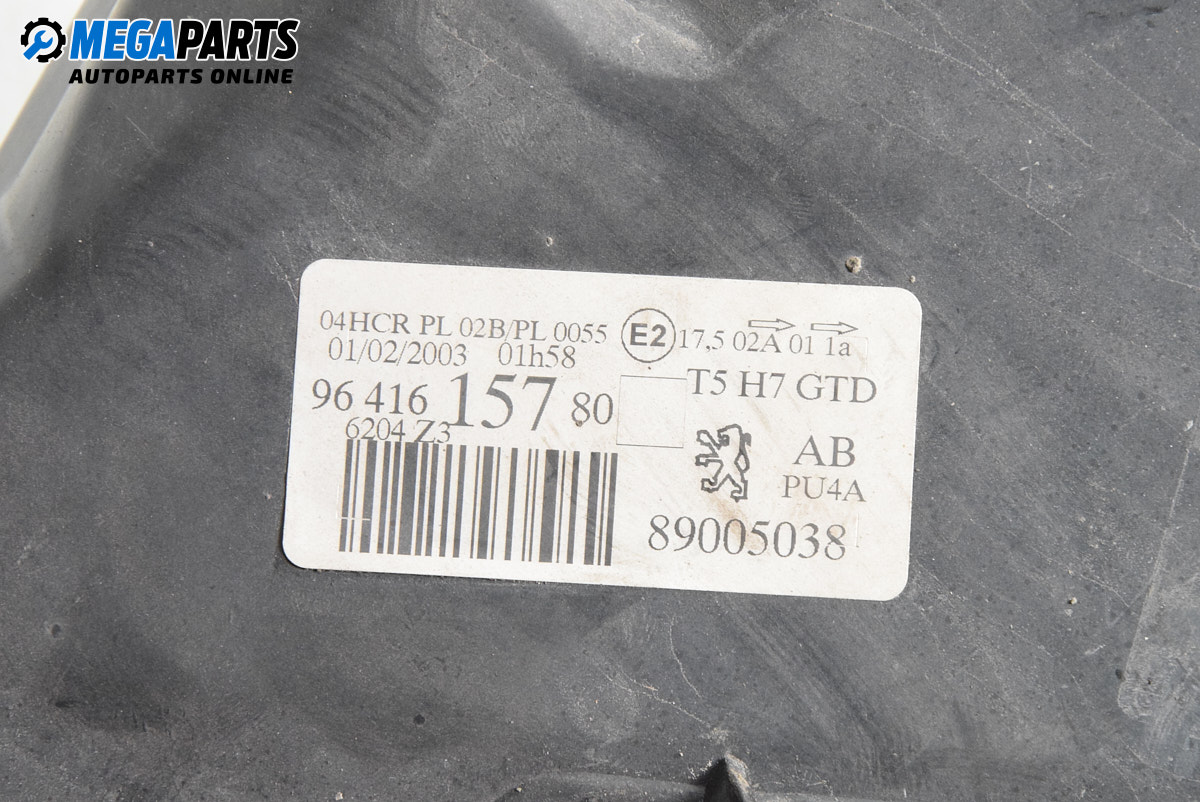 MEGAPARTS
AUTOPARTS ONLINE
04HCR PL 02B/PL 0055 E2 17,5 02A 01 1a
01/02/2003 01h58
96 416 157 80 T5 H7 GTD
6204 Z3
AB
PU4A
89005038